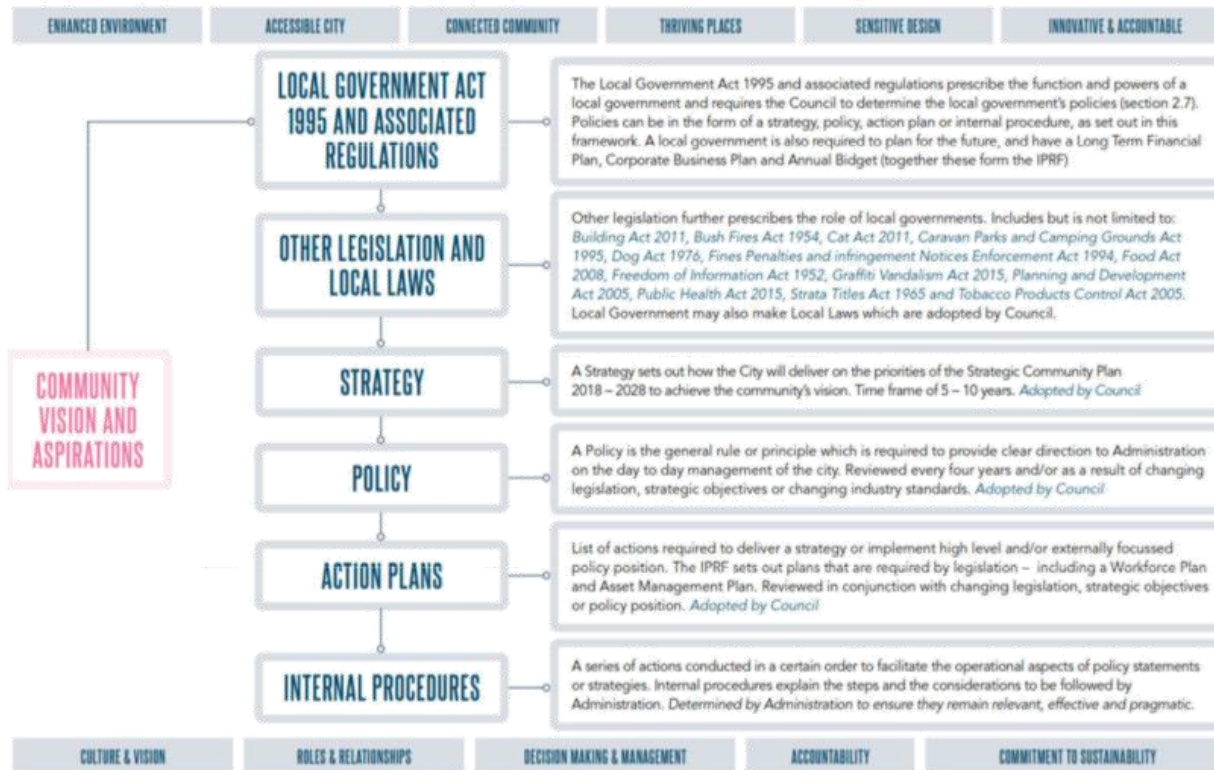 ENHANCED ENVIRONMENT
ACCESSIBLE CITY
CONNECTED COMMUNITY
THRIVING PLACES
SENSITIVE DESIGN
INNOVATIVE & ACCOUNTABLE
LOCAL GOVERNMENT ACT
1995 AND ASSOCIATED
REGULATIONS
The Local Government Act 1995 and associated regulations prescribe the function and powers of a
local government and requires the Council to determine the local government's policies (section 2.7).
Policies can be in the form of a strategy, policy, action plan or internal procedure, as set out in this
framework. A local government is also required to plan for the future, and have a Long Term Financial
Plan, Corporate Business Plan and Annual Budget (together these form the IPRF)
OTHER LEGISLATION AND
LOCAL LAWS
Other legislation further prescribes the role of local governments. Includes but is not limited to:
Building Act 2011, Bush Fires Act 1954, Cat Act 2011, Caravan Parks and Camping Grounds Act
1995, Dog Act 1976, Fines Penalties and infringement Notices Enforcement Act 1994, Food Act
2008, Freedom of Information Act 1952, Graffiti Vandalism Act 2015, Planning and Development
Act 2005, Public Health Act 2015, Strata Titles Act 1965 and Tobacco Products Control Act 2005.
Local Government may also make Local Laws which are adopted by Council.
COMMUNITY
VISION AND
ASPIRATIONS
STRATEGY
A Strategy sets out how the City will deliver on the priorities of the Strategic Community Plan
2018 – 2028 to achieve the community's vision. Time frame of 5 – 10 years. Adopted by Council
POLICY
A Policy is the general rule or principle which is required to provide clear direction to Administration
on the day to day management of the city. Reviewed every four years and/or as a result of changing
legislation, strategic objectives or changing industry standards. Adopted by Council
ACTION PLANS
List of actions required to deliver a strategy or implement high level and/or externally focussed
policy position. The IPRF sets out plans that are required by legislation – including a Workforce Plan
and Asset Management Plan. Reviewed in conjunction with changing legislation, strategic objectives
or policy position. Adopted by Council
INTERNAL PROCEDURES
A series of actions conducted in a certain order to facilitate the operational aspects of policy statements
or strategies. Internal procedures explain the steps and the considerations to be followed by
Administration. Determined by Administration to ensure they remain relevant, effective and pragmatic.
CULTURE & VISION
ROLES & RELATIONSHIPS
DECISION MAKING & MANAGEMENT
ACCOUNTABILITY
COMMITMENT TO SUSTAINABILITY